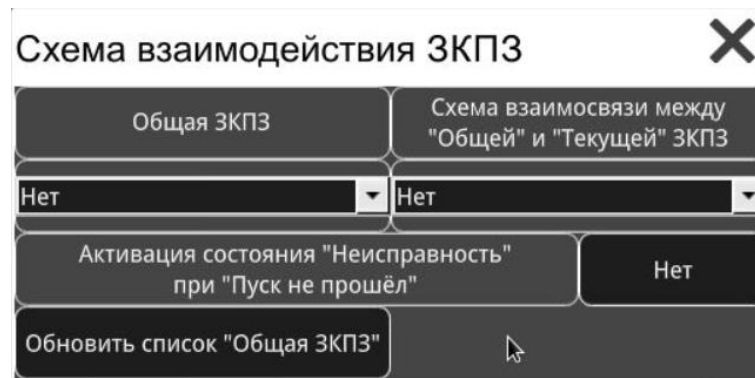 Схема взаимодействия ЗКПЗ
Общая ЗКПЗ
Схема взаимосвязи между
"Общей" и "Текущей" ЗКПЗ
Нет
Нет
Активация состояния "Неисправность"
при "Пуск не прошёл"
Нет
Обновить список "Общая ЗКПЗ"